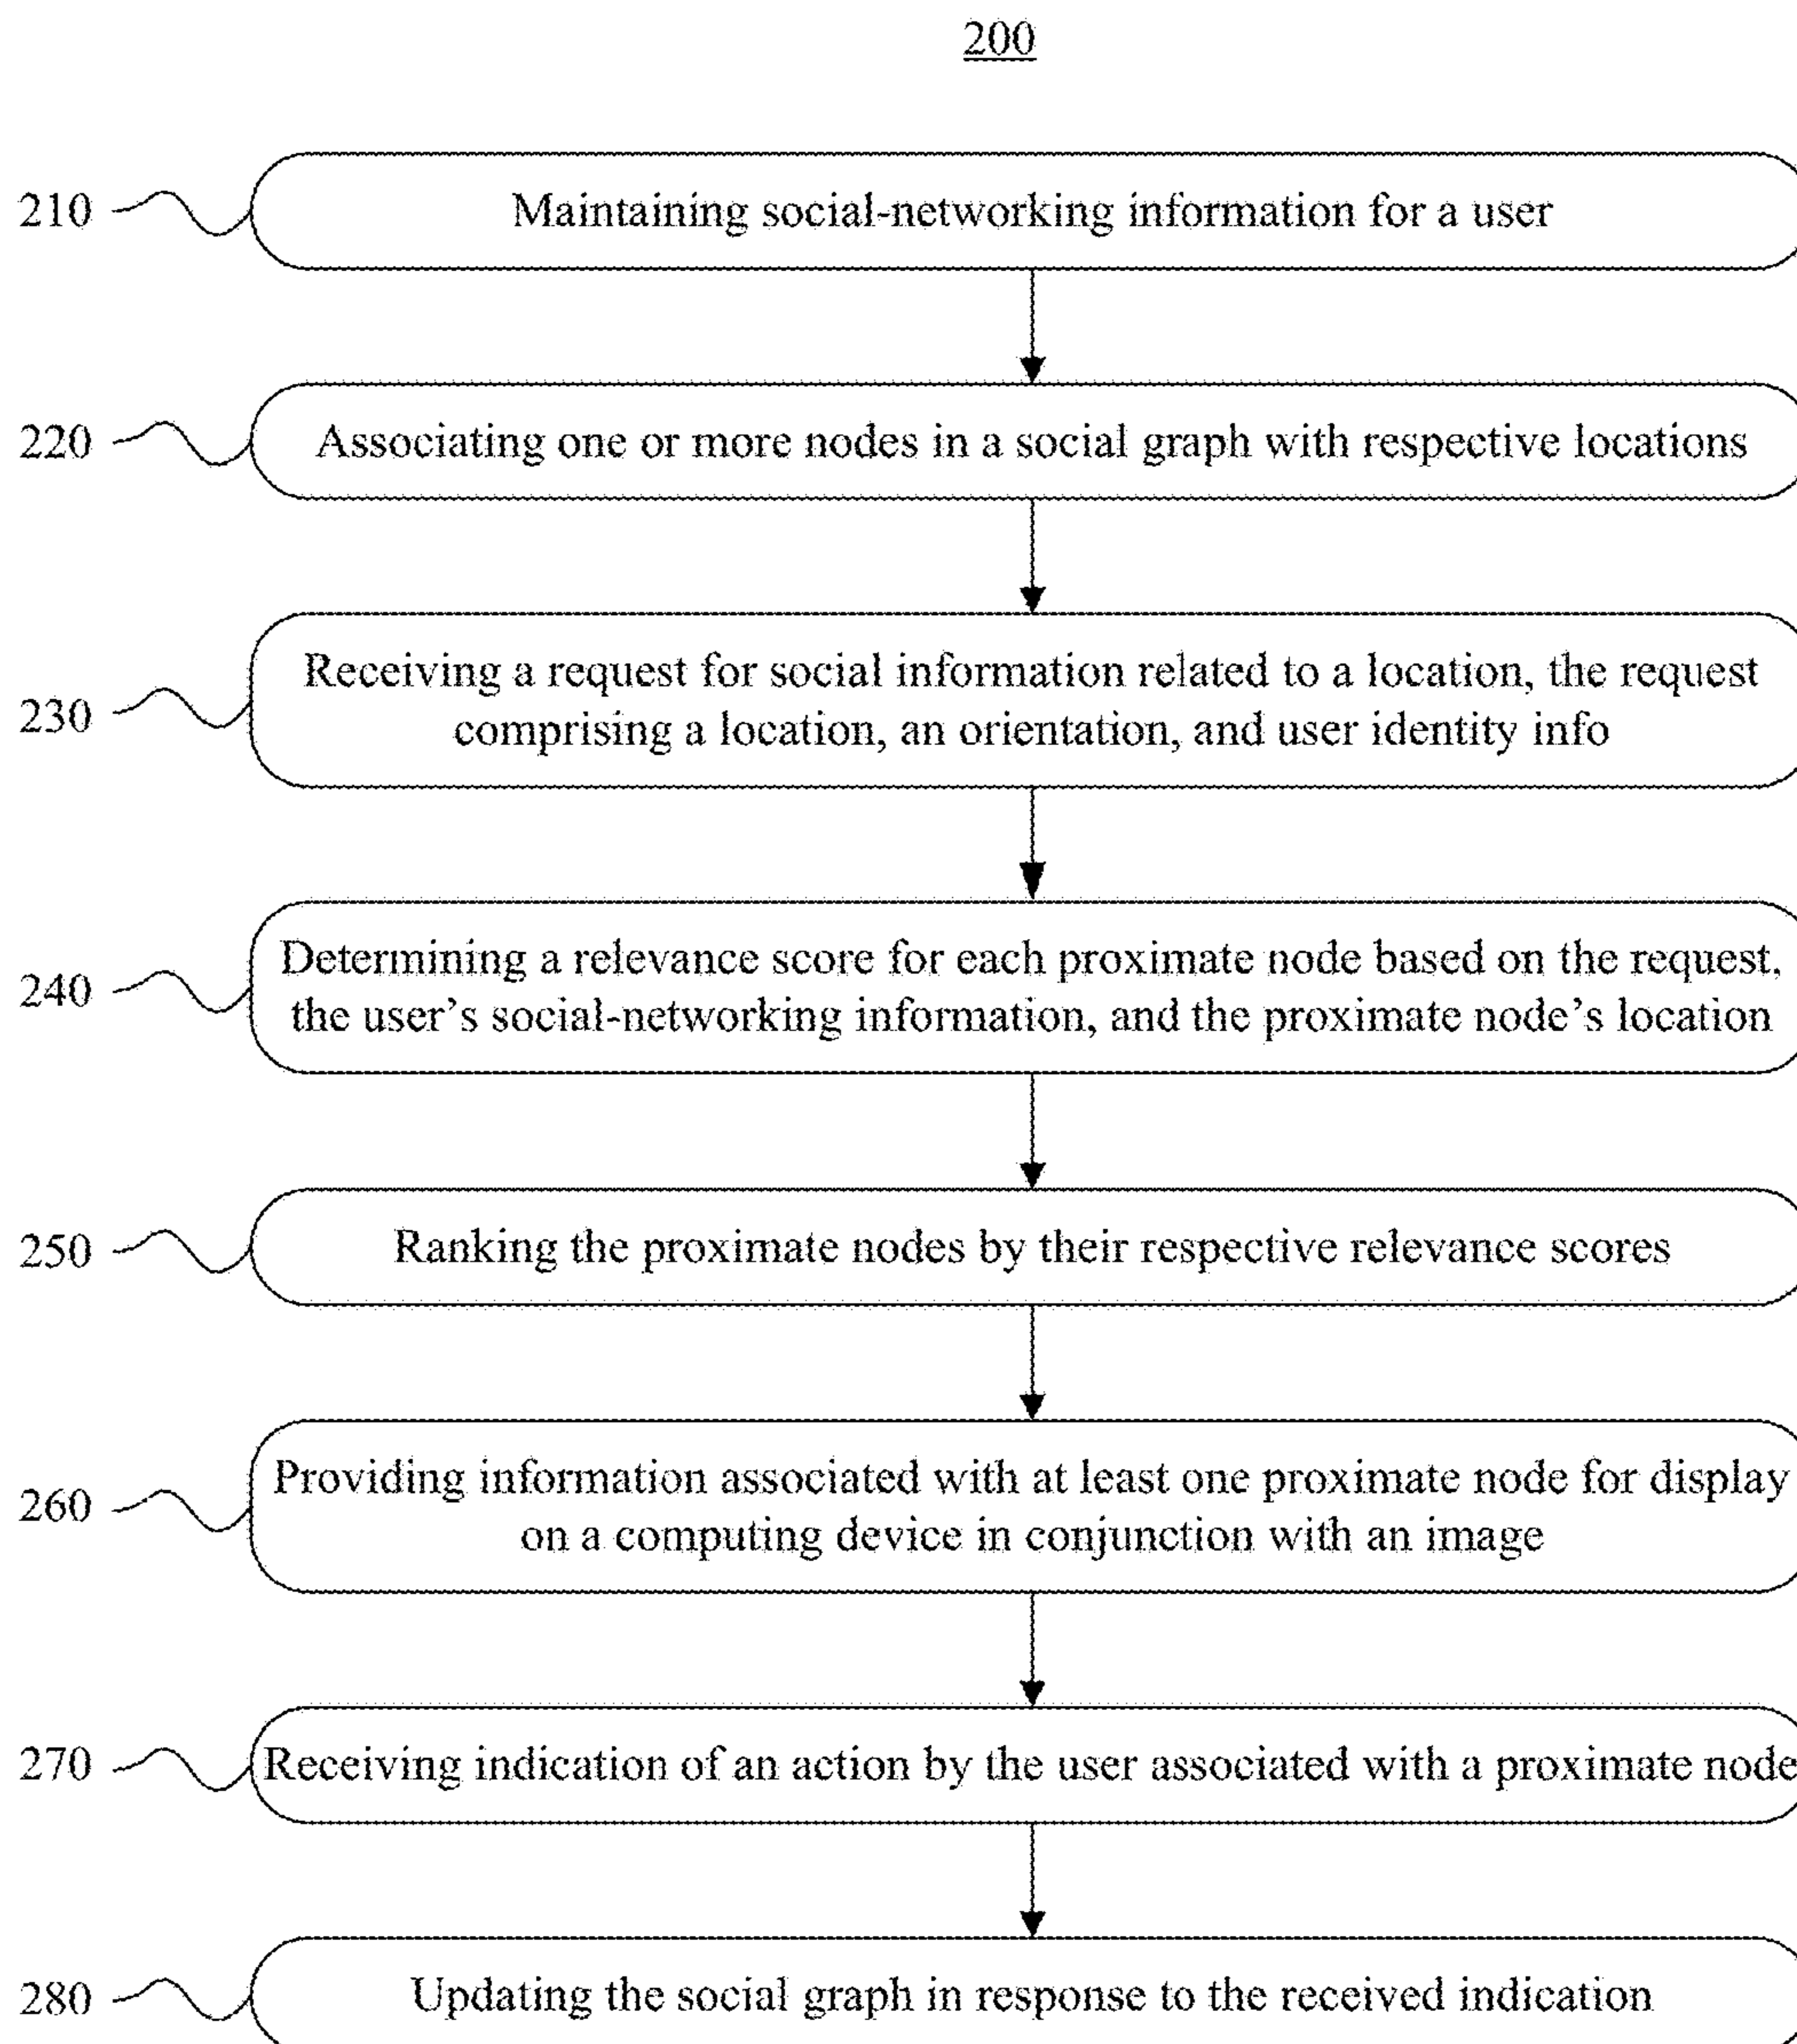 200
210
Maintaining social-networking information for a user
220
Associating one or more nodes in a social graph with respective locations
230
Receiving a request for social information related to a location, the request
comprising a location, an orientation, and user identity info
240
Determining a relevance score for each proximate node based on the request,
the user's social-networking information, and the proximate node's location
250
Ranking the proximate nodes by their respective relevance scores
260
Providing information associated with at least one proximate node for display
on a computing device in conjunction with an image
270
Receiving indication of an action by the user associated with a proximate node
280
Updating the social graph in response to the received indication